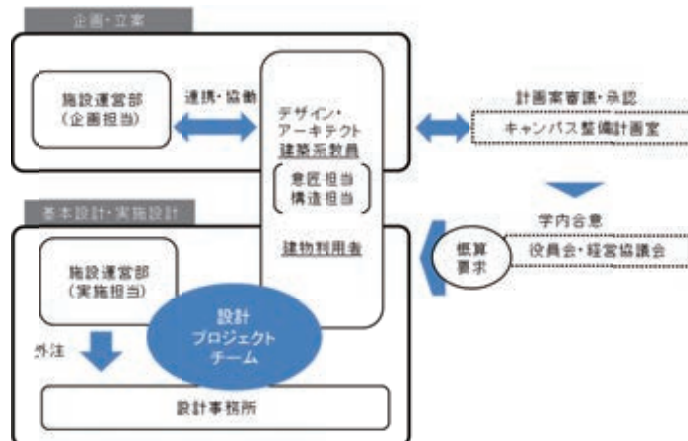 企画・立案
施設運営部
(企画担当)
連携・協働
デザイン・
アーキテクト
建築系教員
意匠担当
構造担当
建物利用者
計画案審議・承認
キャンパス整備計画室
学内合意
役員会・経営協議会
概算
要求
基本設計・実施設計
施設運営部
(実施担当)
外注
設計
プロジェクト
チーム
設計事務所